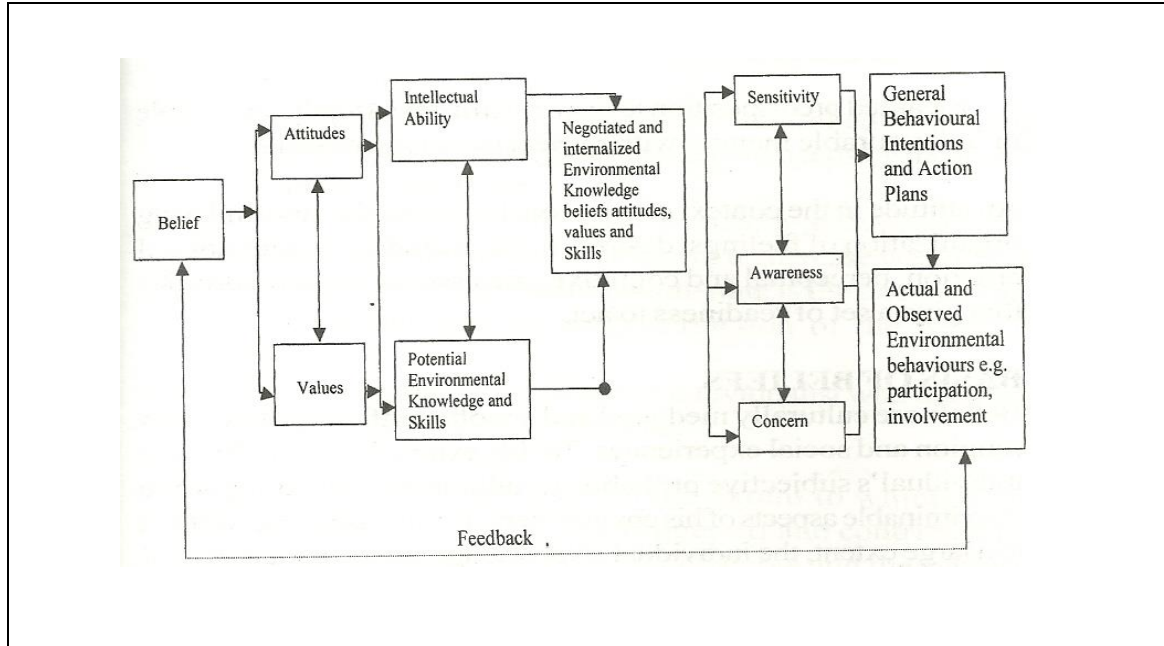 Belief
Attitudes
Values
Intellectual
Ability
Potential
Environmental
Knowledge and
Skills
Negotiated and
internalized
Environmental
Knowledge
beliefs attitudes,
values and
Skills
Sensitivity
Awareness
Concern
General
Behavioural
Intentions
and Action
Plans
Actual and
Observed
Environmental
behaviours e.g.
participation,
involvement
Feedback